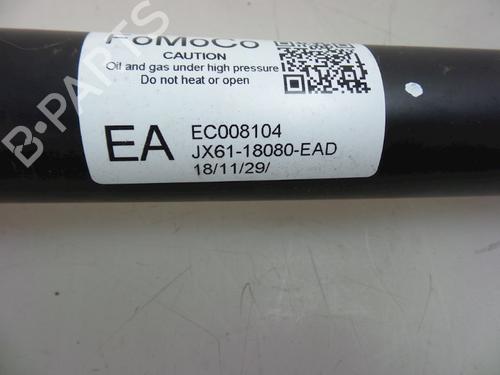 FoMoCo
CAUTION
Oil and gas under high pressure
Do not heat or open
EA
EC008104
JX61-18080-EAD
18/11/29/
B-PARTS